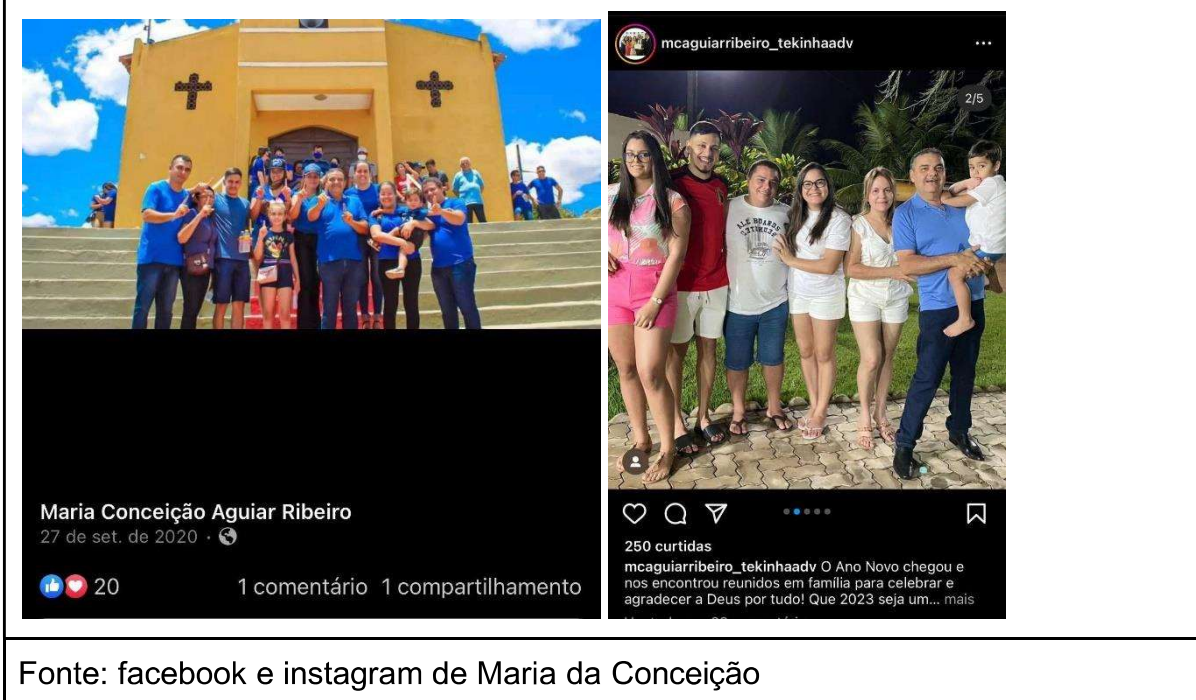 Maria Conceição Aguiar Ribeiro
27 de set. de 2020 ·
20 1 comentário 1 compartilhamento
mcaguiarribeiro_tekinhaadv
2/5
250 curtidas
mcaguiarribeiro_tekinhaadv O Ano Novo chegou e
nos encontrou reunidos em família para celebrar e
agradecer a Deus por tudo! Que 2023 seja um... mais
Fonte: facebook e instagram de Maria da Conceição